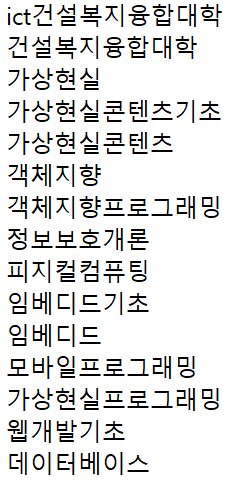 ict건설복지융합대학
건설복지융합대학
가상현실
가상현실콘텐츠기초
가상현실콘텐츠
객체지향
객체지향프로그래밍
정보보호개론
피지컬컴퓨팅
임베디드기초
임베디드
모바일프로그래밍
가상현실프로그래밍
웹개발기초
데이터베이스